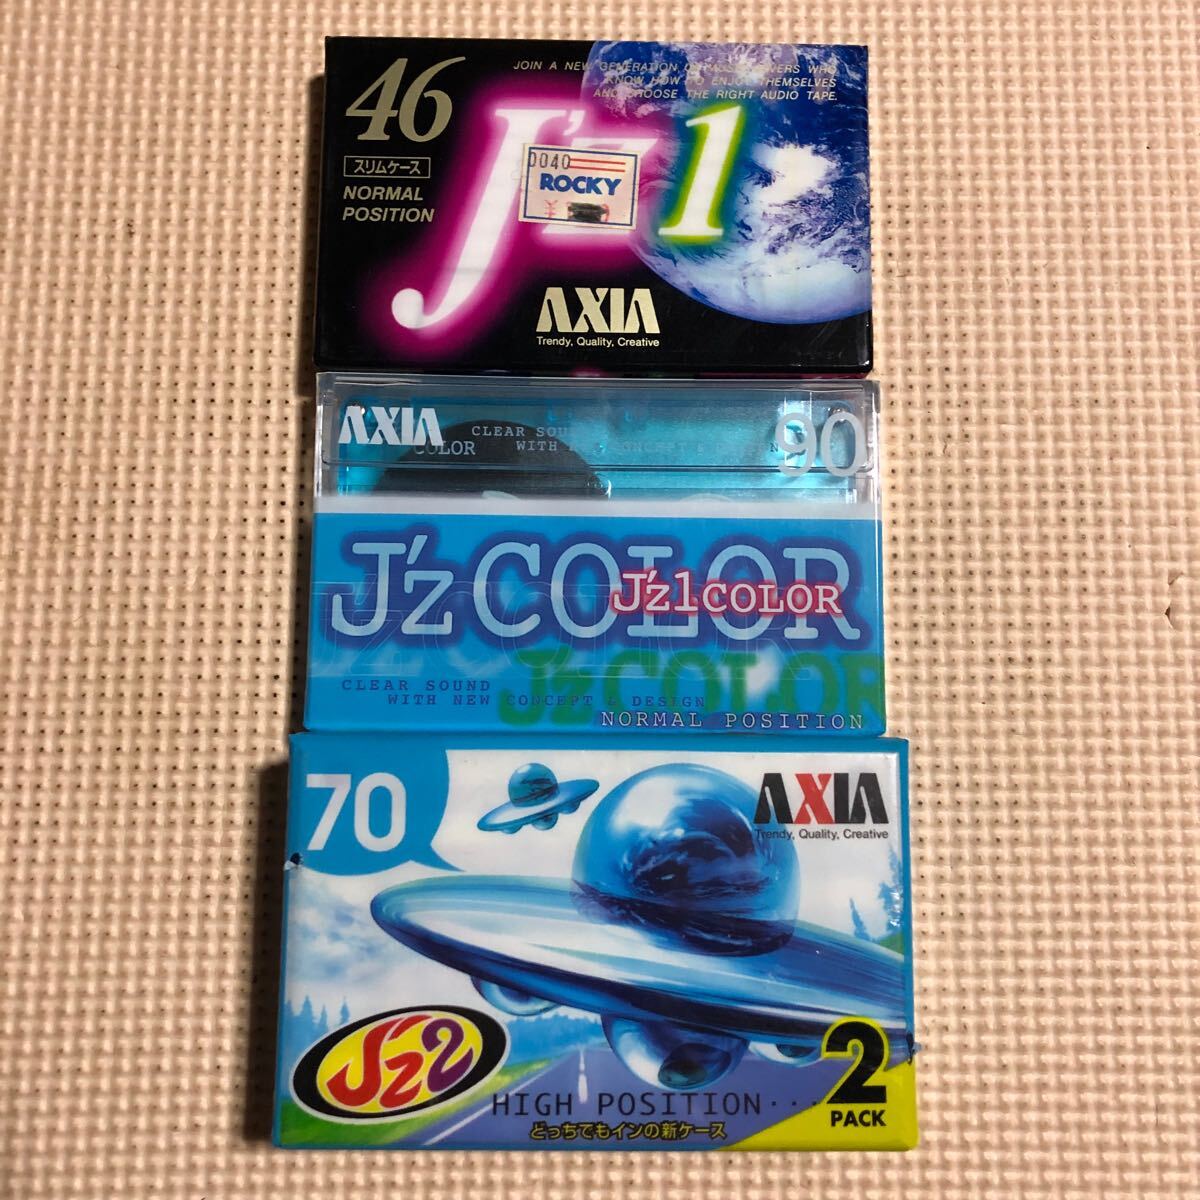 46
JOIN A NEW GENERATION
WHO
KNOW HOW TO ENJOY THEMSELVES
AND CHOOSE THE RIGHT AUDIO TAPE.
スリムケース
NORMAL
POSITION
J'z1
0040
ROCKY
¥
AXIA
Trendy, Quality, Creative
AXIA
COLOR
CLEAR SOUND
WITH
90
J'z COLOR
J'z1COLOR
J'z COLOR
CLEAR SOUND
WITH NEW CONCEPT & DESIGN
NORMAL POSITION
70
AXIA
Trendy, Quality, Creative
J'z2
HIGH POSITION...
どっちでもインの新ケース
2
PACK